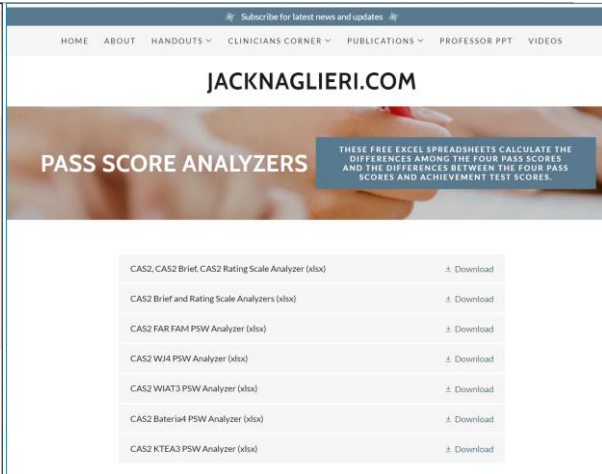 Subscribe for latest news and updates
HOME ABOUT HANDOUTS CLINICIANS CORNER PUBLICATIONS PROFESSOR PPT VIDEOS
JACKNAGLIERI.COM
PASS SCORE ANALYZERS
THESE FREE EXCEL SPREADSHEETS CALCULATE THE
DIFFERENCES AMONG THE FOUR PASS SCORES
AND THE DIFFERENCES BETWEEN THE FOUR PASS
SCORES AND ACHIEVEMENT TEST SCORES.
CAS2, CAS2 Brief, CAS2 Rating Scale Analyzer (xlsx) Download
CAS2 Brief and Rating Scale Analyzers (xlsx) Download
CAS2 FAR FAM PSW Analyzer (xlsx) Download
CAS2 WJ4 PSW Analyzer (xlsx) Download
CAS2 WIAT3 PSW Analyzer (xlsx) Download
CAS2 Bateria4 PSW Analyzer (xlsx) Download
CAS2 KTEA3 PSW Analyzer (xlsx) Download